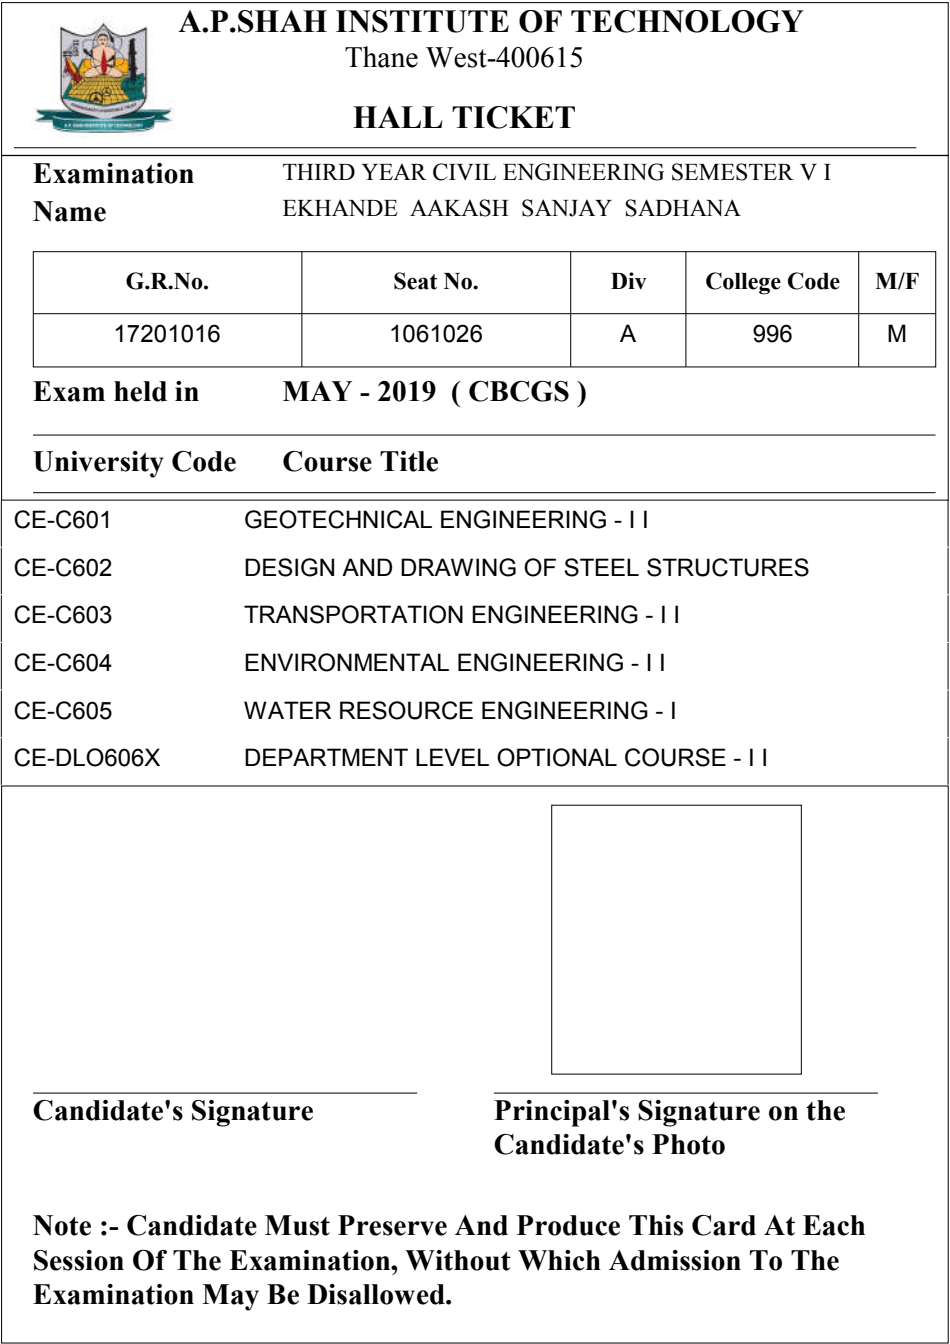 A.P.SHAH INSTITUTE OF TECHNOLOGY
Thane West-400615
HALL TICKET
A.P. SHAH INSTITUTE OF TECHNOLOGY
Examination THIRD YEAR CIVIL ENGINEERING SEMESTER V I
Name EKHANDE AAKASH SANJAY SADHANA
G.R.No. Seat No. Div College Code M/F
17201016 1061026 A 996 M
Exam held in MAY - 2019 ( CBCGS )
University Code Course Title
CE-C601 GEOTECHNICAL ENGINEERING - I I
CE-C602 DESIGN AND DRAWING OF STEEL STRUCTURES
CE-C603 TRANSPORTATION ENGINEERING - I I
CE-C604 ENVIRONMENTAL ENGINEERING - I I
CE-C605 WATER RESOURCE ENGINEERING - I
CE-DLO606X DEPARTMENT LEVEL OPTIONAL COURSE - I I
Candidate's Signature
Principal's Signature on the
Candidate's Photo
Note :- Candidate Must Preserve And Produce This Card At Each
Session Of The Examination, Without Which Admission To The
Examination May Be Disallowed.